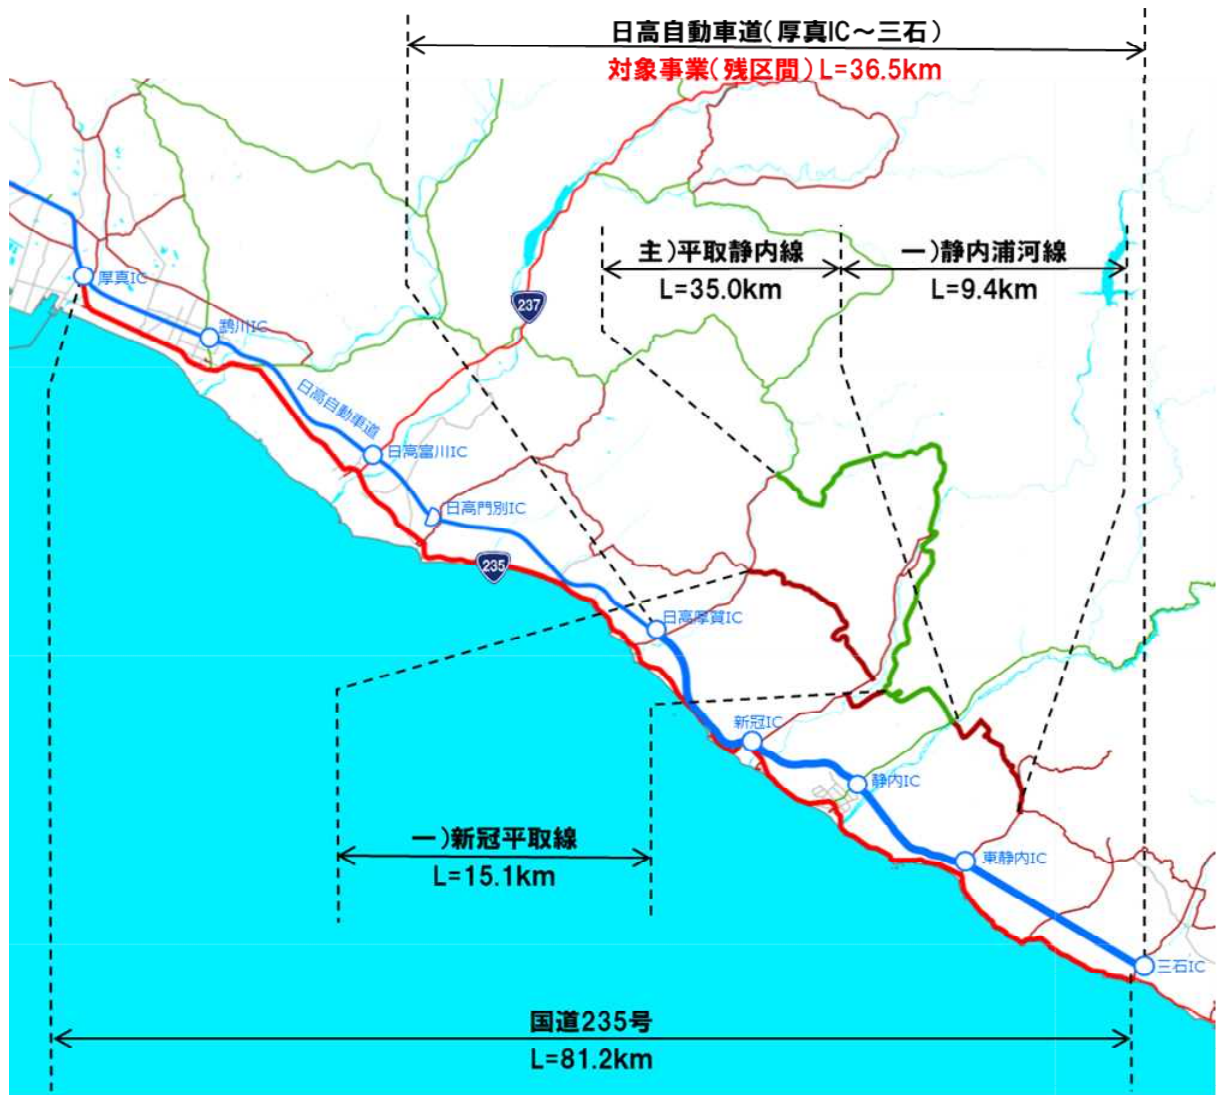 日高自動車道(厚真IC～三石)
対象事業(残区間)L=36.5km
主)平取静内線
L=35.0km
一)静内浦河線
L=9.4km
厚真IC
237
鵡川IC
日高自動車道
日高富川IC
日高門別IC
235
日高厚賀IC
新冠IC
静内IC
一)新冠平取線
L=15.1km
東静内IC
三石IC
国道235号
L=81.2km